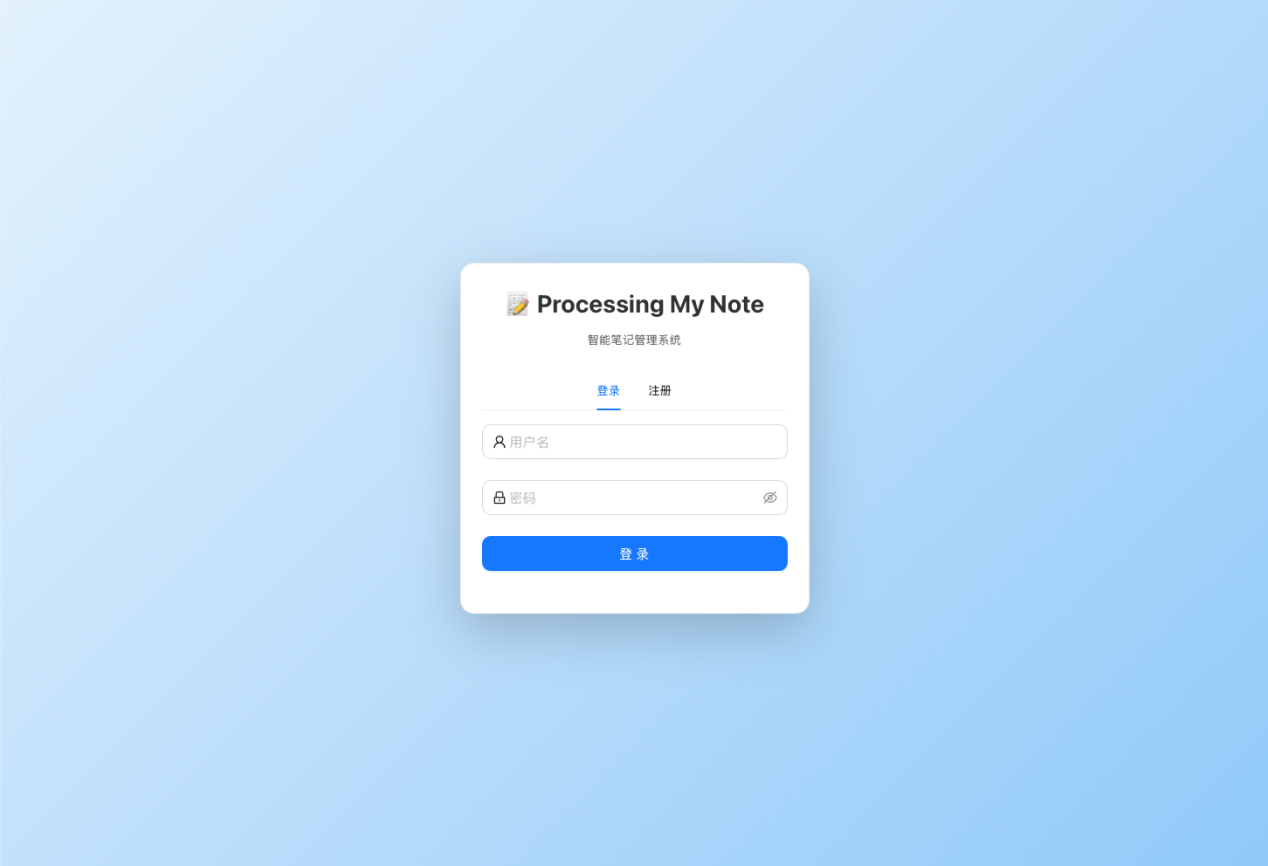 📝 Processing My Note
智能笔记管理系统
登录 注册
用户名
密码
登 录